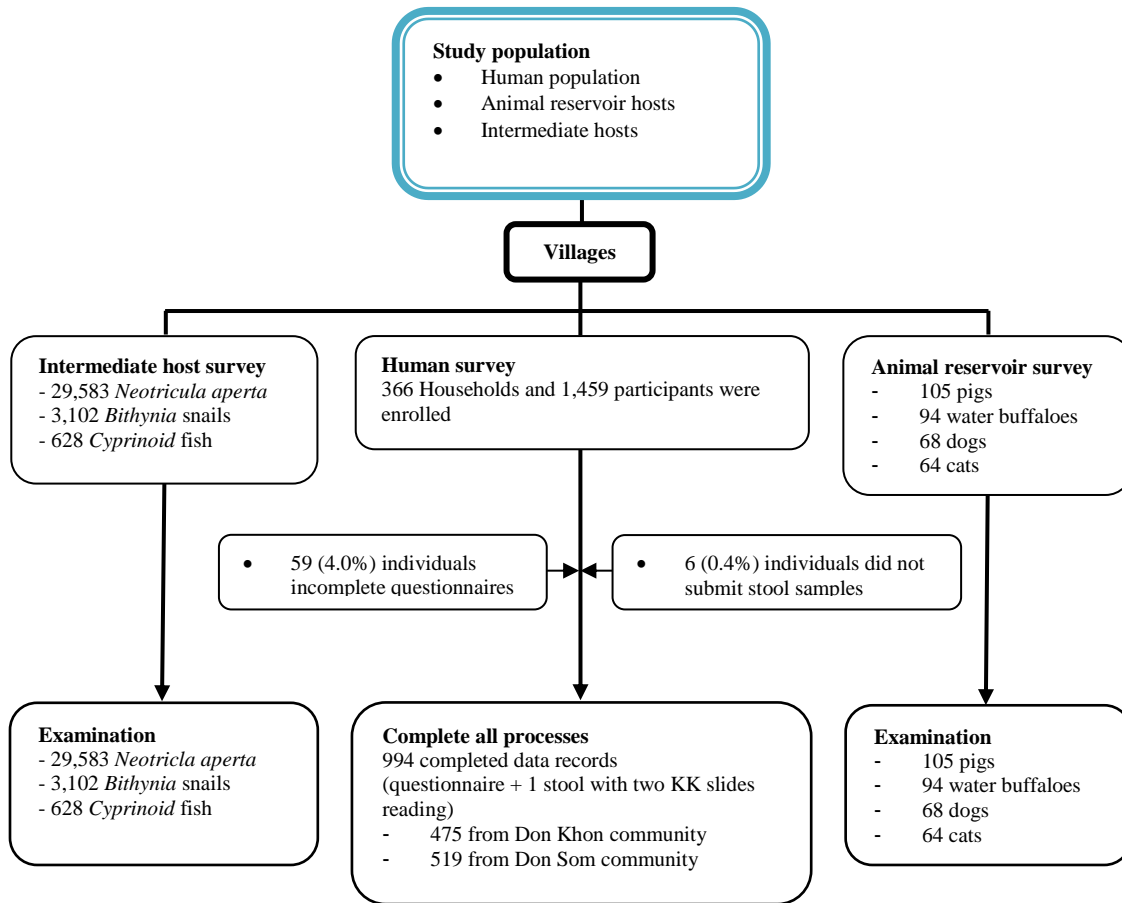 Study population
• Human population
• Animal reservoir hosts
• Intermediate hosts
Villages
Intermediate host survey
- 29,583 Neotricula aperta
- 3,102 Bithynia snails
- 628 Cyprinoid fish
Human survey
366 Households and 1,459 participants were
enrolled
Animal reservoir survey
- 105 pigs
- 94 water buffaloes
- 68 dogs
- 64 cats
• 59 (4.0%) individuals
incomplete questionnaires
• 6 (0.4%) individuals did not
submit stool samples
Examination
- 29,583 Neotricla aperta
- 3,102 Bithynia snails
- 628 Cyprinoid fish
Complete all processes
994 completed data records
(questionnaire + 1 stool with two KK slides
reading)
- 475 from Don Khon community
- 519 from Don Som community
Examination
- 105 pigs
- 94 water buffaloes
- 68 dogs
- 64 cats